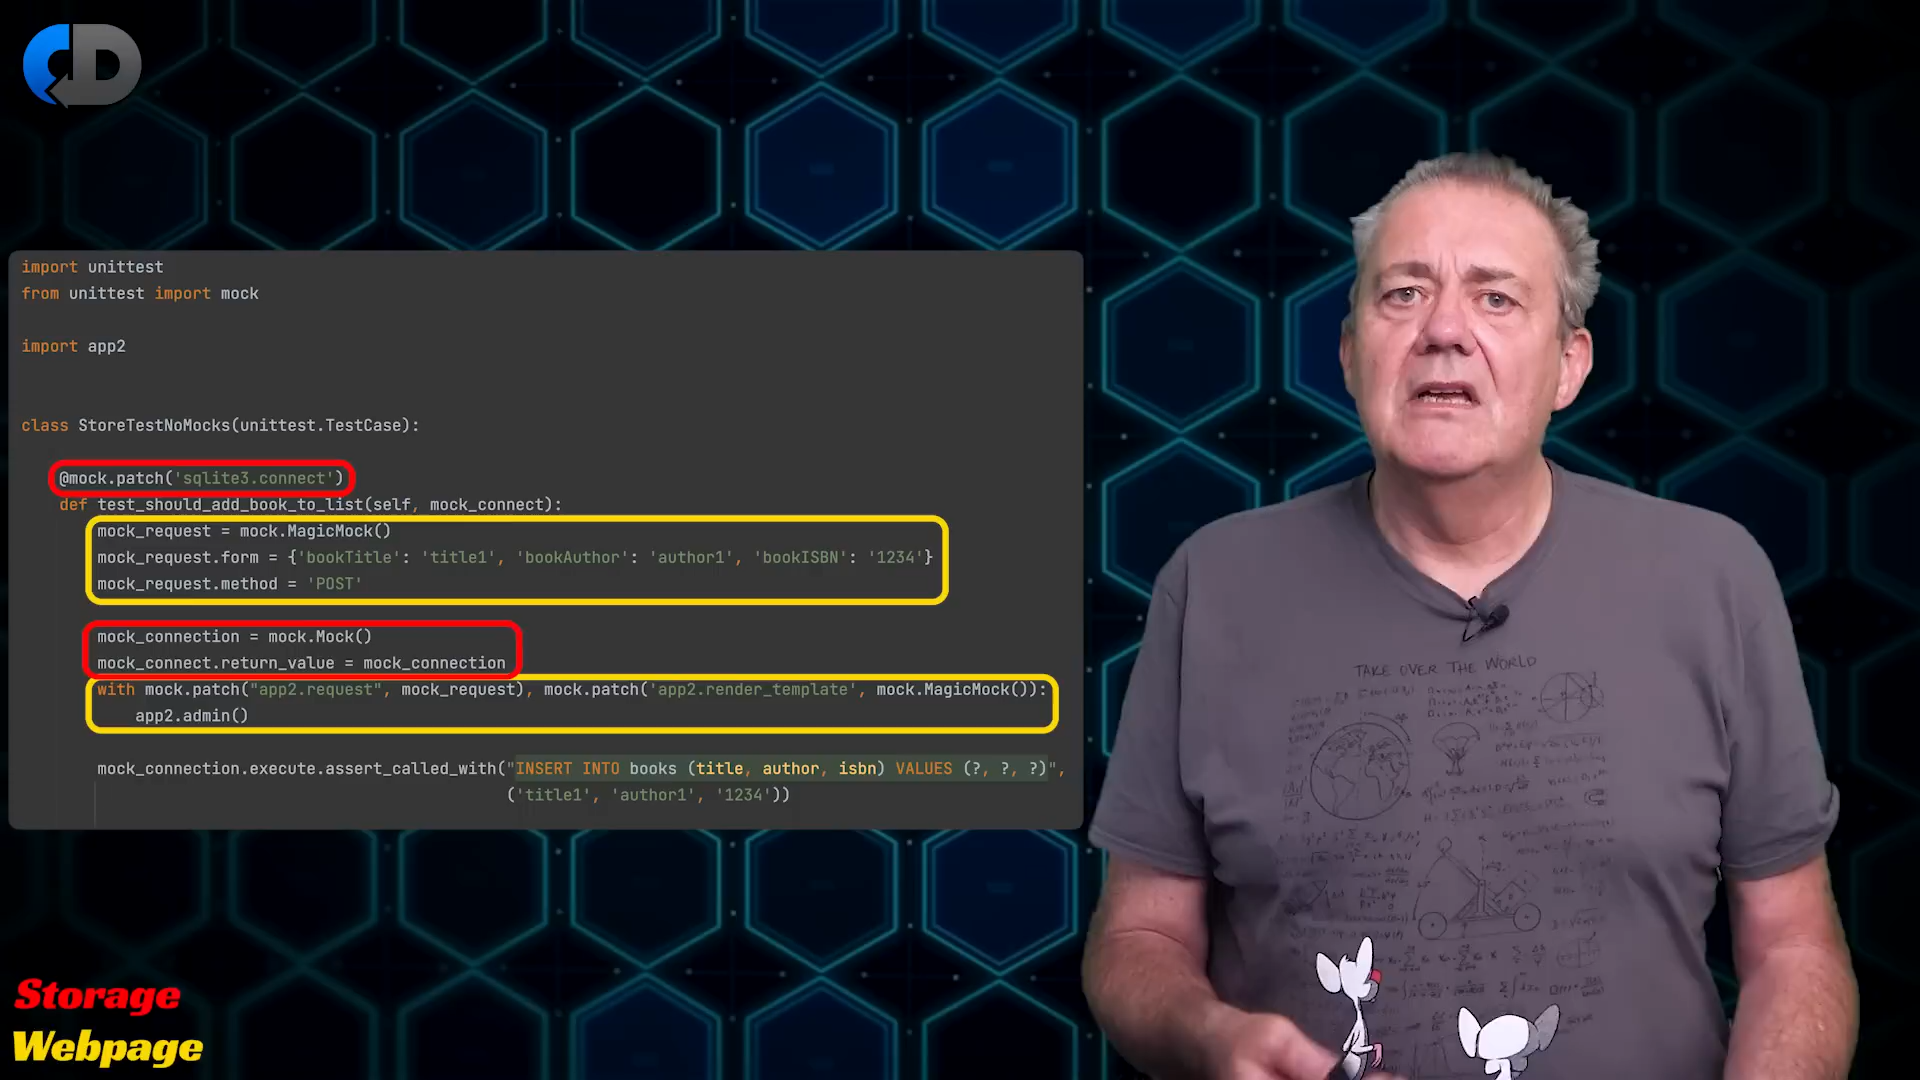 CD
import unittest
from unittest import mock
import app2
class StoreTestNoMocks(unittest.TestCase):
@mock.patch('sqlite3.connect')
def test_should_add_book_to_list(self, mock_connect):
mock_request = mock.MagicMock()
mock_request.form = {'bookTitle': 'title1', 'bookAuthor': 'author1', 'bookISBN': '1234'}
mock_request.method = 'POST'
mock_connection = mock.Mock()
mock_connect.return_value = mock_connection
with mock.patch("app2.request", mock_request), mock.patch('app2.render_template', mock.MagicMock()):
app2.admin()
mock_connection.execute.assert_called_with("INSERT INTO books (title, author, isbn) VALUES (?, ?, ?)",
('title1', 'author1', '1234'))
Storage
Webpage
TAKE OVER THE WORLD